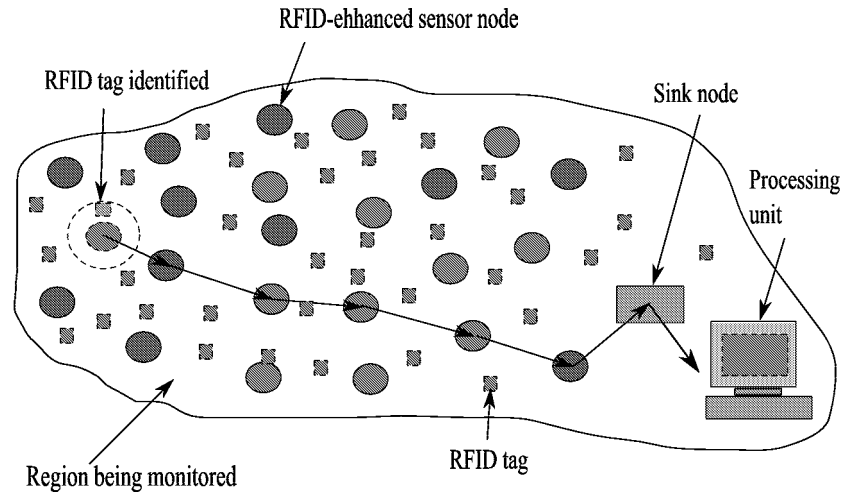 RFID-ehhanced sensor node
RFID tag identified
Sink node
Processing
unit
RFID tag
Region being monitored